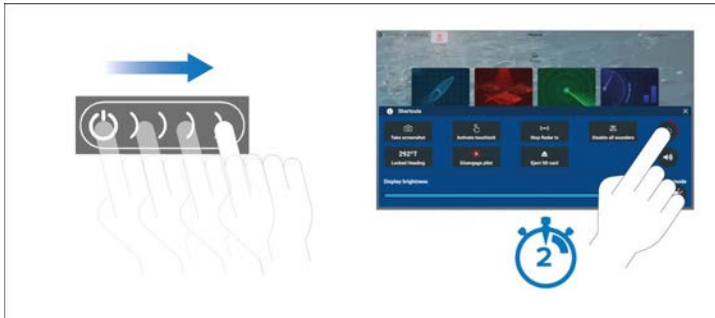 Shortcuts
Take screenshot
Activate touchlock
Stop Radar tx
Disable all sounders
292°T
Locked Heading
Disengage pilot
Eject SD card
Display brightness
mode
2